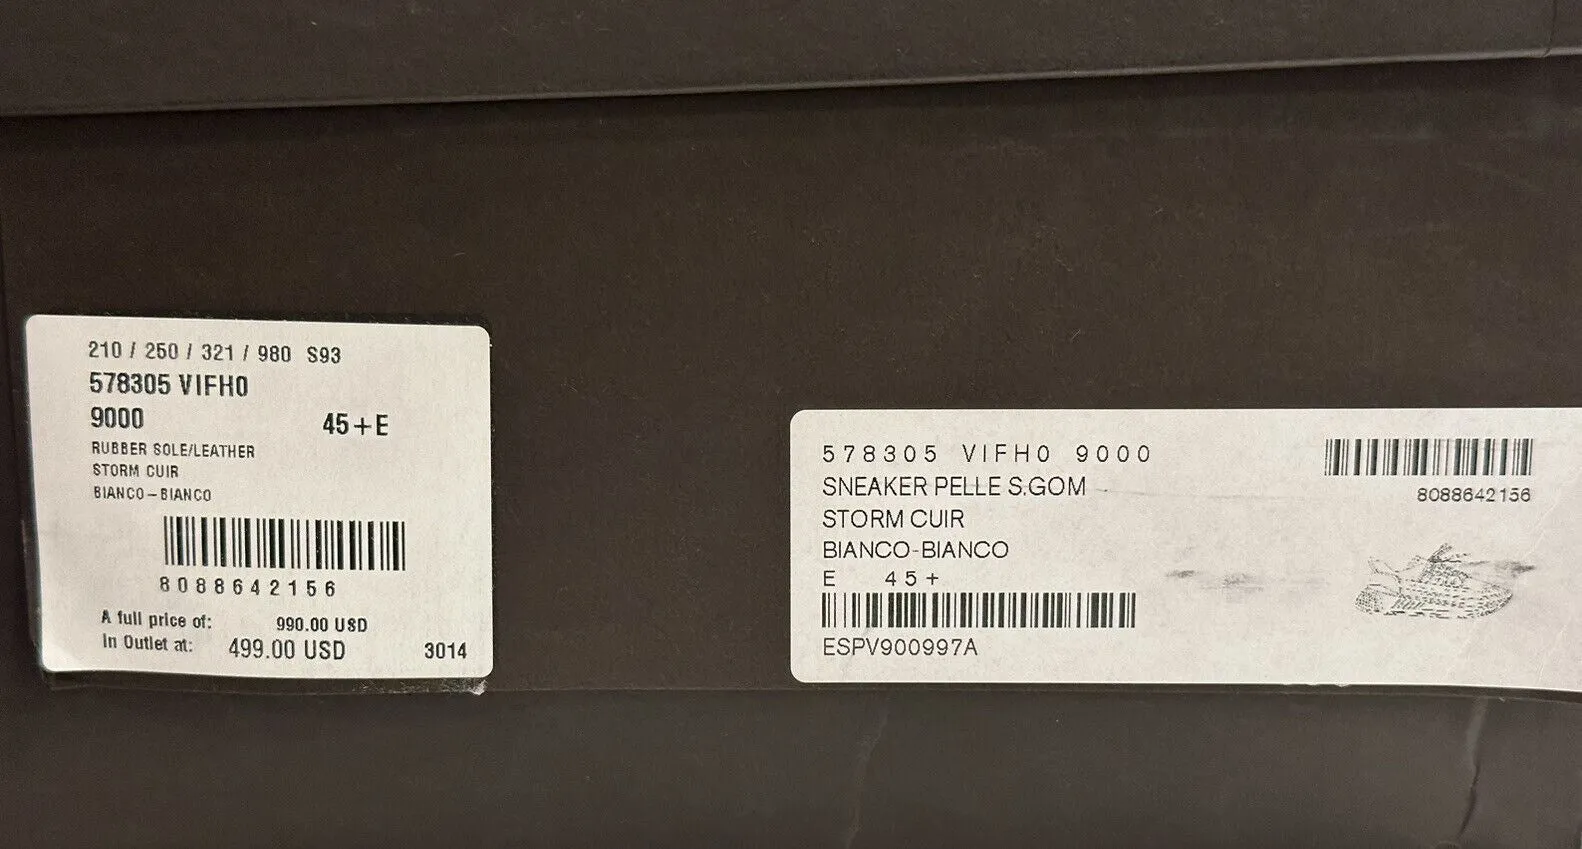 210 / 250 / 321 / 980 S93
578305 VIFH0
9000 45+E
RUBBER SOLE/LEATHER
STORM CUIR
BIANCO-BIANCO
8088642156
A full price of: 990.00 USD
In Outlet at: 499.00 USD 3014
578305 VIFH0 9000
SNEAKER PELLE S.GOM
STORM CUIR
BIANCO-BIANCO
E 45+
ESPV900997A
8088642156